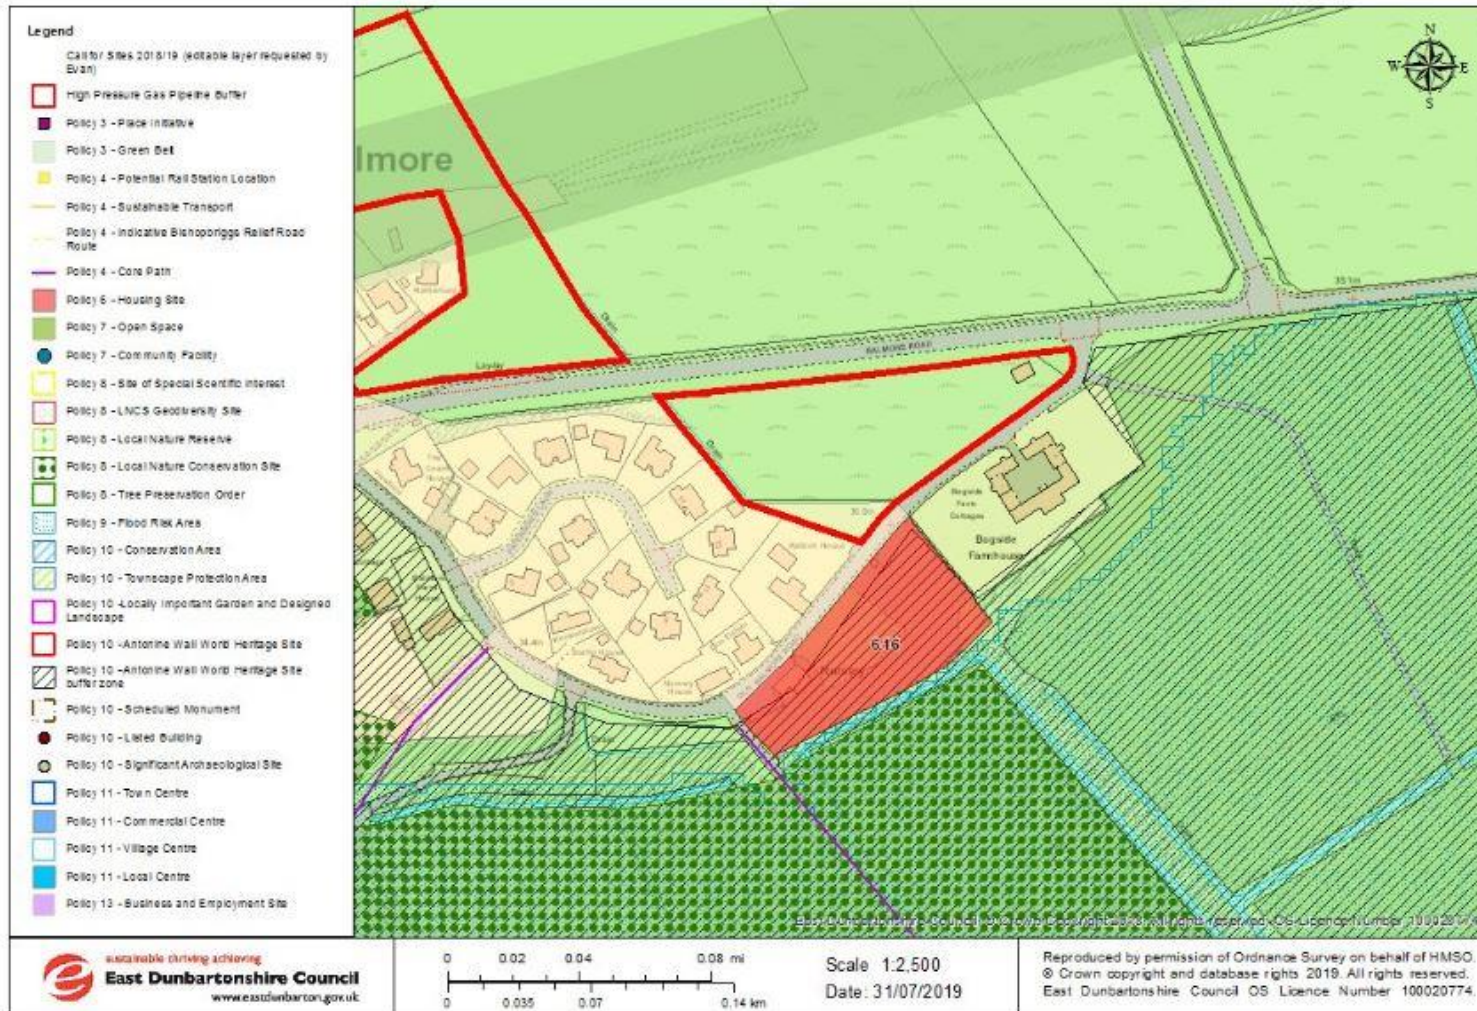 Legend
Call for Sites 2018/19 (editable layer requested by
Evan)
High Pressure Gas Pipeline Buffer
Policy 3 - Place Initiative
Policy 3 - Green Belt
Policy 4 - Potential Rail Station Location
Policy 4 - Sustainable Transport
Policy 4 - Indicative Bishopbriggs Relief Road
Route
Policy 4 - Core Path
Policy 6 - Housing Site
Policy 7 - Open Space
Policy 7 - Community Facility
Policy 8 - Site of Special Scientific Interest
Policy 8 - LNCS Geodiversity Site
Policy 8 - Local Nature Reserve
Policy 8 - Local Nature Conservation Site
Policy 8 - Tree Preservation Order
Policy 9 - Flood Risk Area
Policy 10 - Conservation Area
Policy 10 - Townscape Protection Area
Policy 10 -Locally Important Garden and Designed
Landscape
Policy 10 -Antonine Wall World Heritage Site
Policy 10 -Antonine Wall World Heritage Site
buffer zone
Policy 10 - Scheduled Monument
Policy 10 - Listed Building
Policy 10 - Significant Archaeological Site
Policy 11 - Town Centre
Policy 11 - Commercial Centre
Policy 11 - Village Centre
Policy 11 - Local Centre
Policy 13 - Business and Employment Site
N
W E
S
lmore
Drain
Layby
BALMORE ROAD
Drain
Bogside
Farm
Cottages
Bogside
Farmhouse
6.16
sustainable thriving achieving
East Dunbartonshire Council
www.eastdunbarton.gov.uk
0 0.02 0.04 0.08 mi
0 0.035 0.07 0.14 km
Scale 1:2,500
Date: 31/07/2019
Reproduced by permission of Ordnance Survey on behalf of HMSO.
© Crown copyright and database rights 2019. All rights reserved.
East Dunbartonshire Council OS Licence Number 100020774.